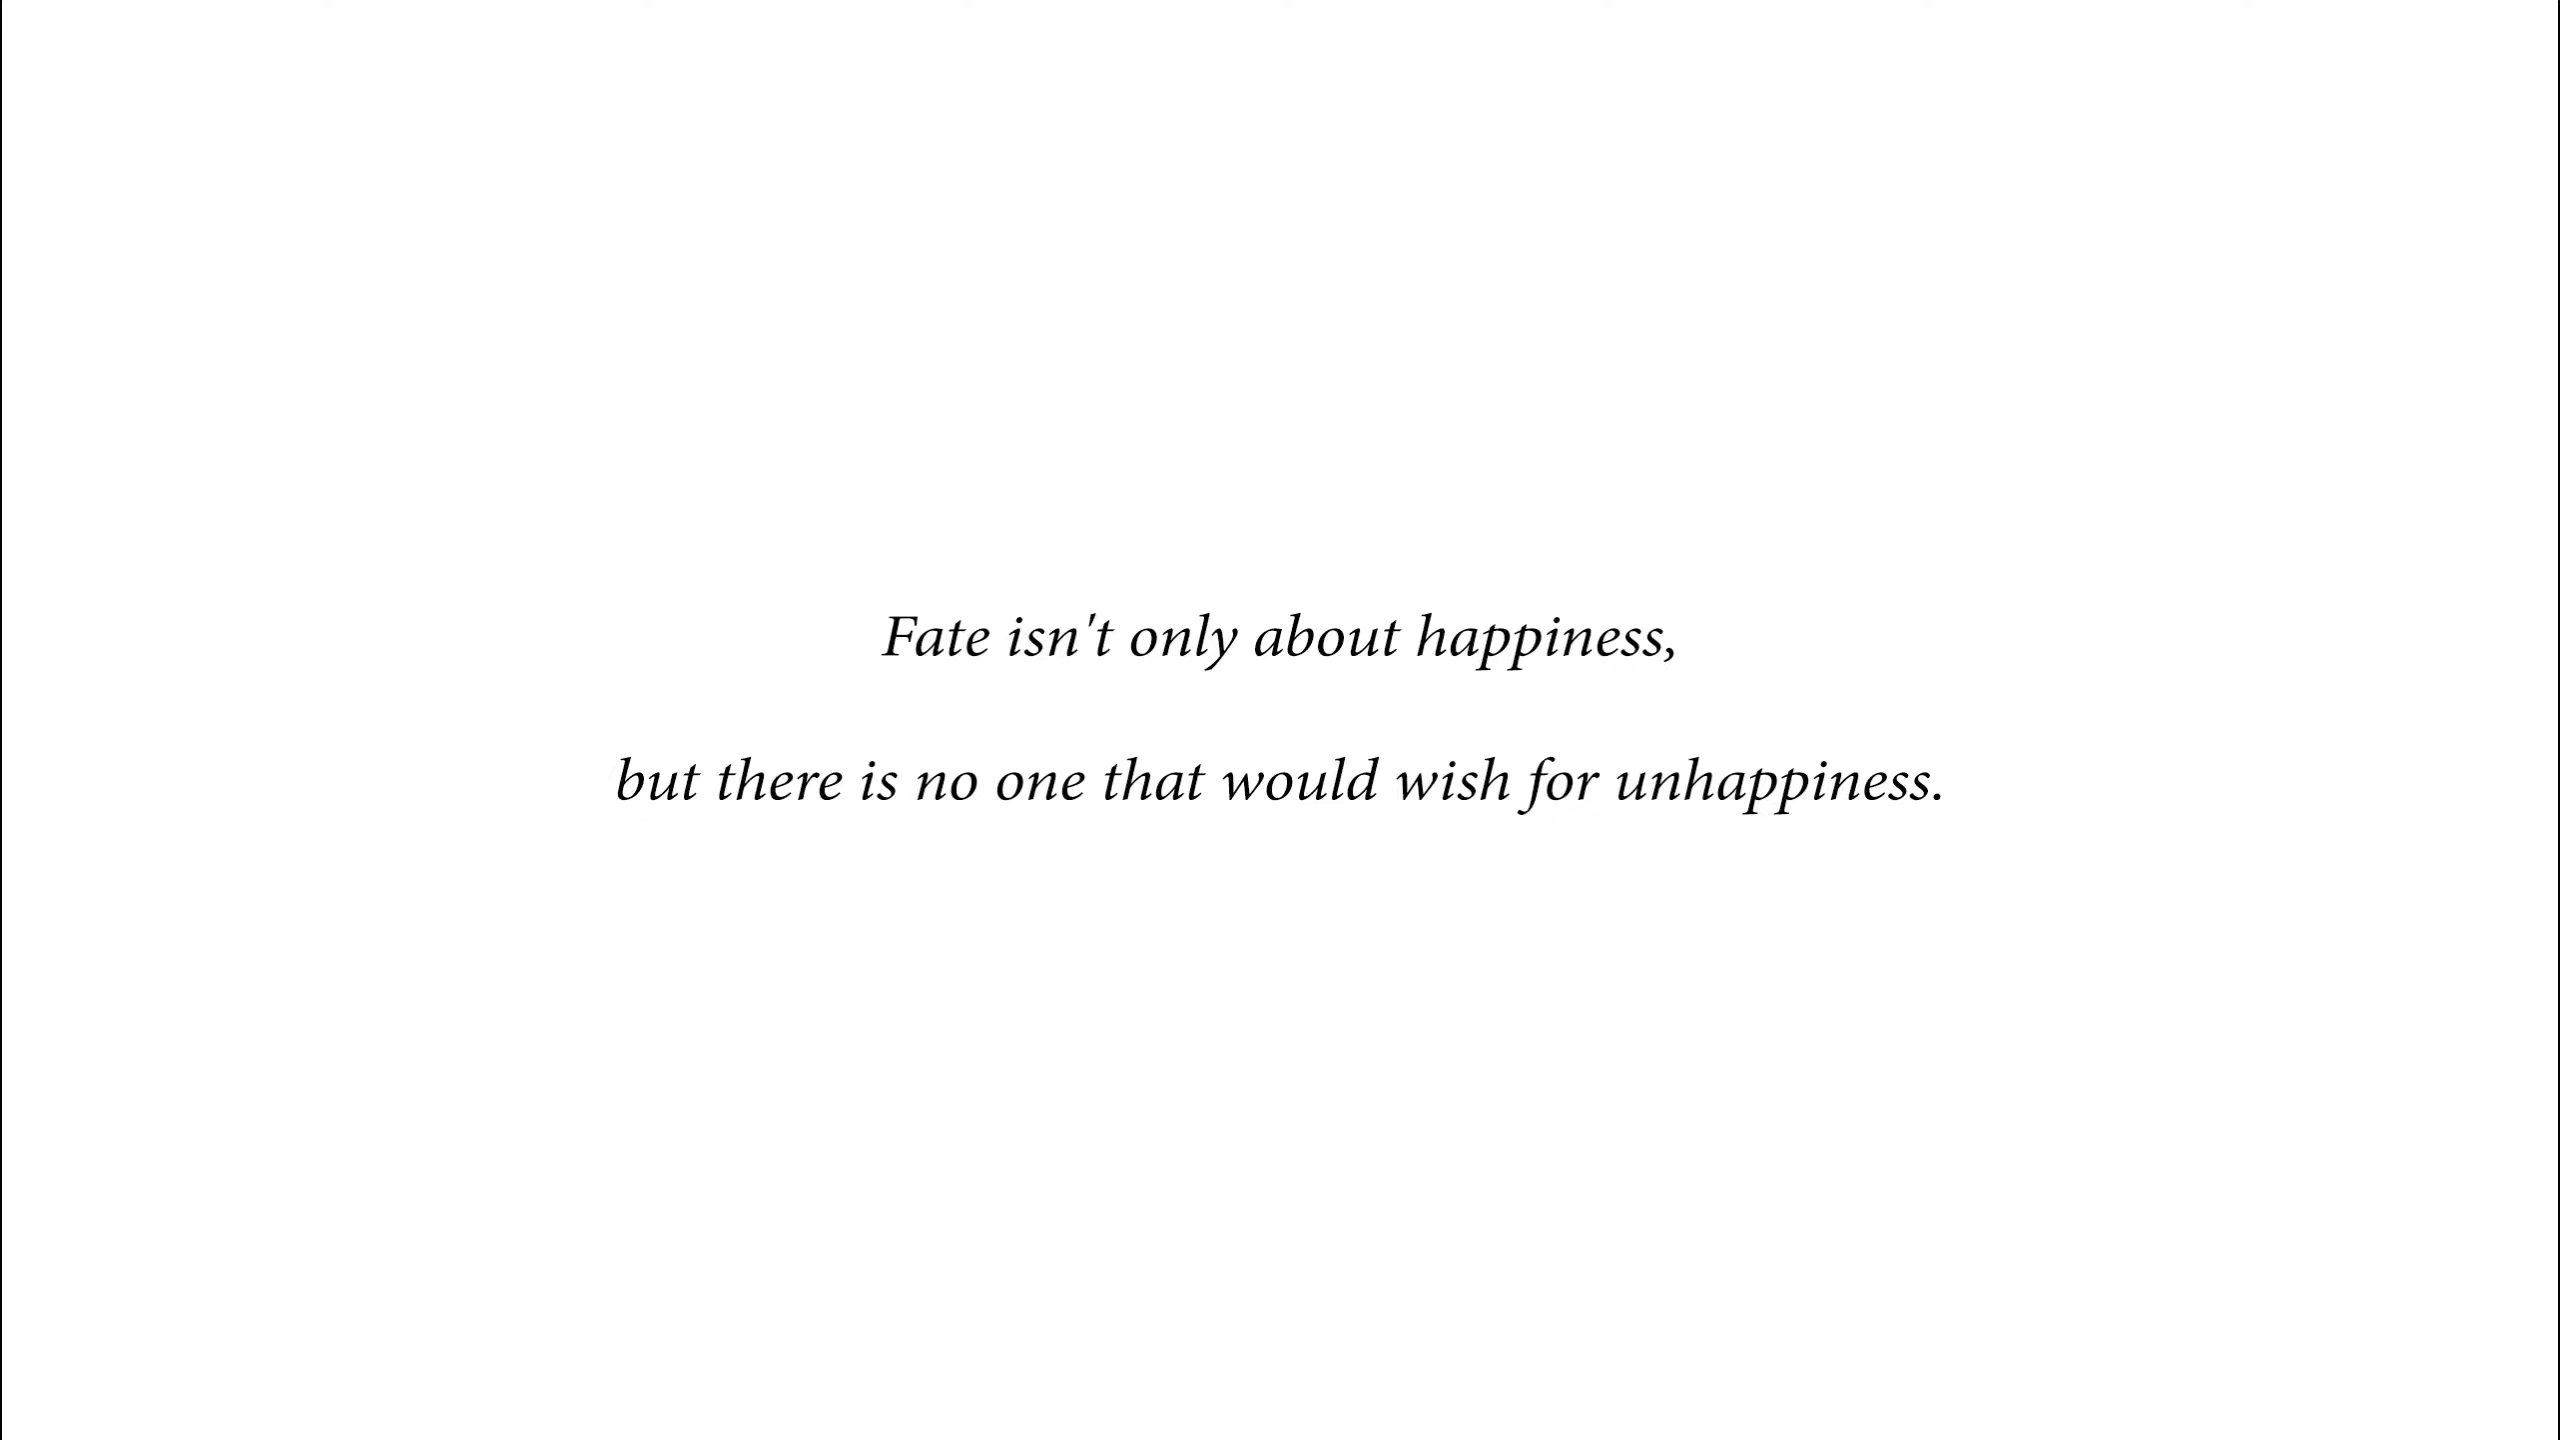 Fate isn't only about happiness,
but there is no one that would wish for unhappiness.